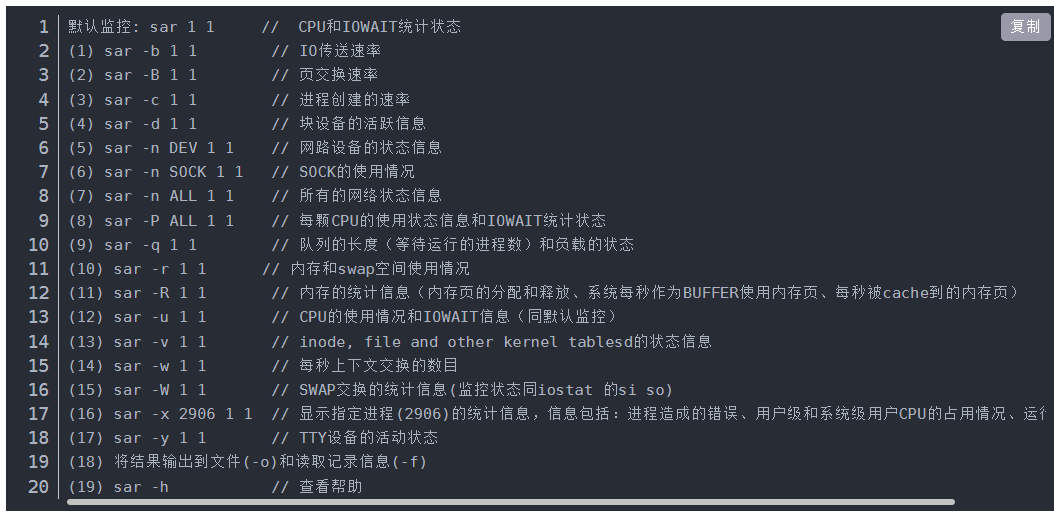 复制
1 默认监控: sar 1 1     //  CPU和IOWAIT统计状态
2 (1) sar -b 1 1        // IO传送速率
3 (2) sar -B 1 1        // 页交换速率
4 (3) sar -c 1 1        // 进程创建的速率
5 (4) sar -d 1 1        // 块设备的活跃信息
6 (5) sar -n DEV 1 1    // 网路设备的状态信息
7 (6) sar -n SOCK 1 1   // SOCK的使用情况
8 (7) sar -n ALL 1 1    // 所有的网络状态信息
9 (8) sar -P ALL 1 1    // 每颗CPU的使用状态信息和IOWAIT统计状态
10 (9) sar -q 1 1        // 队列的长度（等待运行的进程数）和负载的状态
11 (10) sar -r 1 1      // 内存和swap空间使用情况
12 (11) sar -R 1 1       // 内存的统计信息（内存页的分配和释放、系统每秒作为BUFFER使用内存页、每秒被cache到的内存页）
13 (12) sar -u 1 1       // CPU的使用情况和IOWAIT信息（同默认监控）
14 (13) sar -v 1 1       // inode, file and other kernel tablesd的状态信息
15 (14) sar -w 1 1       // 每秒上下文交换的数目
16 (15) sar -W 1 1       // SWAP交换的统计信息(监控状态同iostat 的si so)
17 (16) sar -x 2906 1 1  // 显示指定进程(2906)的统计信息，信息包括：进程造成的错误、用户级和系统级用户CPU的占用情况、运行
18 (17) sar -y 1 1       // TTY设备的活动状态
19 (18) 将结果输出到文件(-o)和读取记录信息(-f)
20 (19) sar -h           // 查看帮助